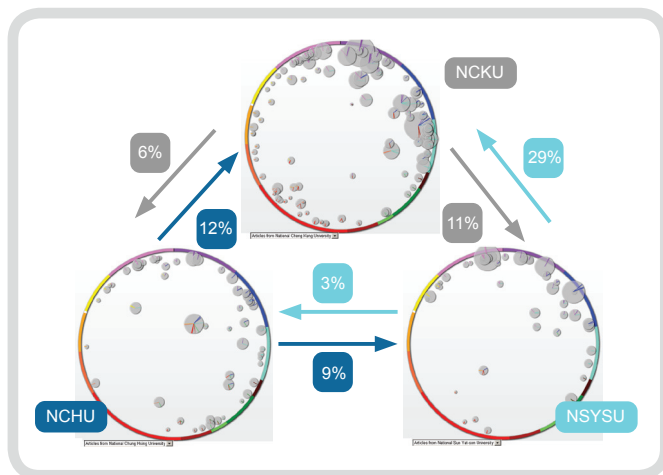 NCKU
6%
29%
12%
11%
Articles from National Cheng Kung University
3%
9%
NCHU
NSYSU
Articles from National Chung Hsing University
Articles from National Sun Yat-sen University